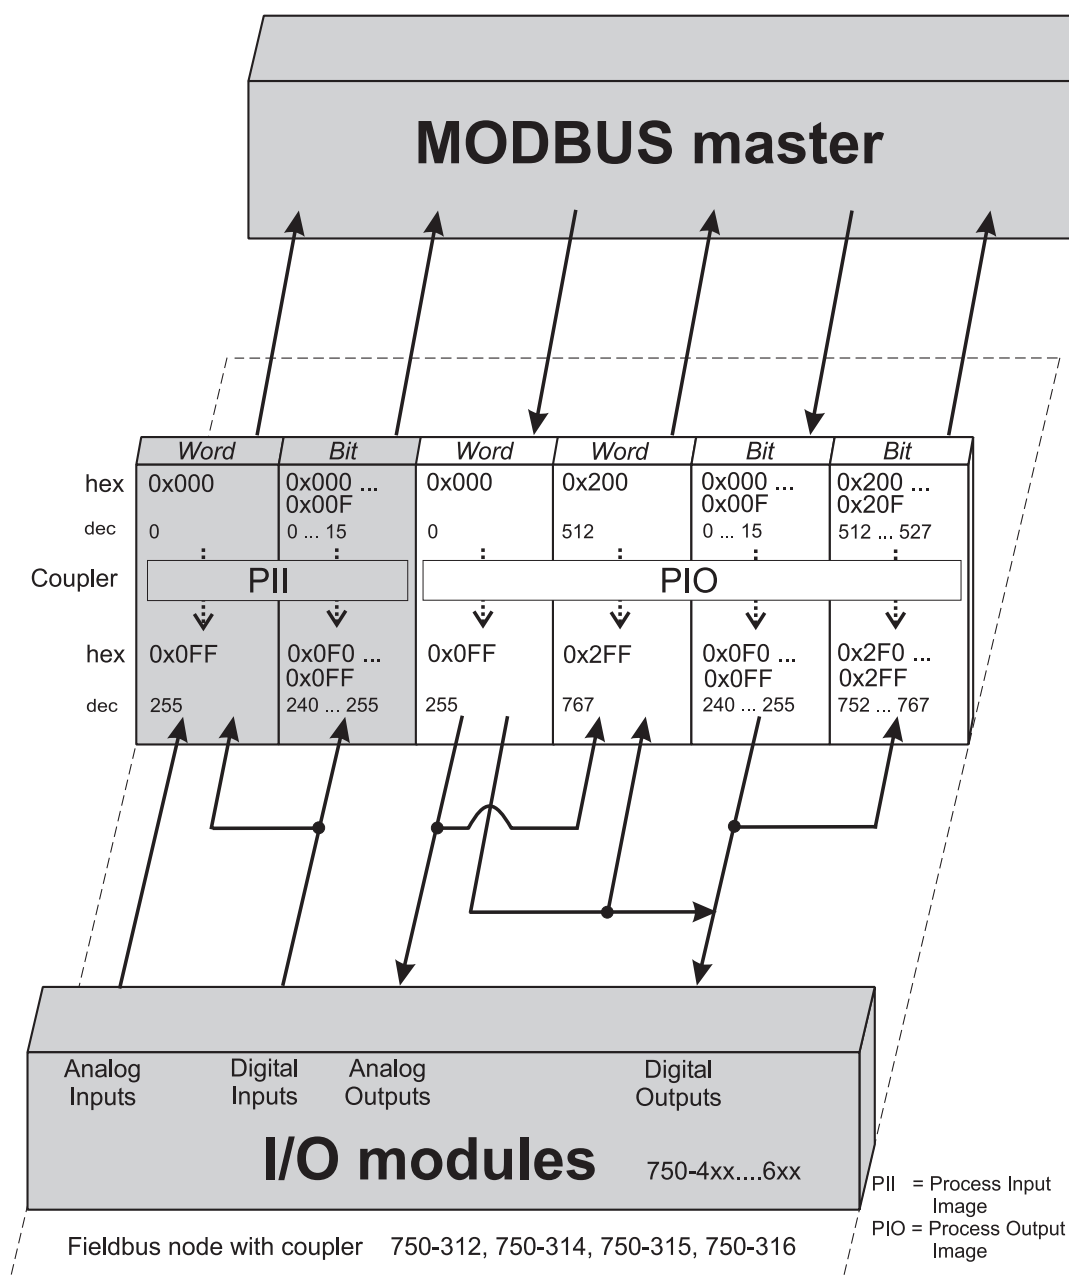 MODBUS master
Word Bit Word Word Bit Bit
hex 0x000 0x000 ... 0x000 0x200 0x000 ... 0x200 ...
0x00F 0x00F 0x20F
dec 0 0 ... 15 0 512 0 ... 15 512 ... 527
Coupler PII PIO
hex 0x0FF 0x0F0 ... 0x0FF 0x2FF 0x0F0 ... 0x2F0 ...
0x0FF 0x0FF 0x2FF
dec 255 240 ... 255 255 767 240 ... 255 752 ... 767
Analog Digital Analog Digital
Inputs Inputs Outputs Outputs
I/O modules 750-4xx....6xx
PII = Process Input
Image
PIO = Process Output
Image
Fieldbus node with coupler 750-312, 750-314, 750-315, 750-316